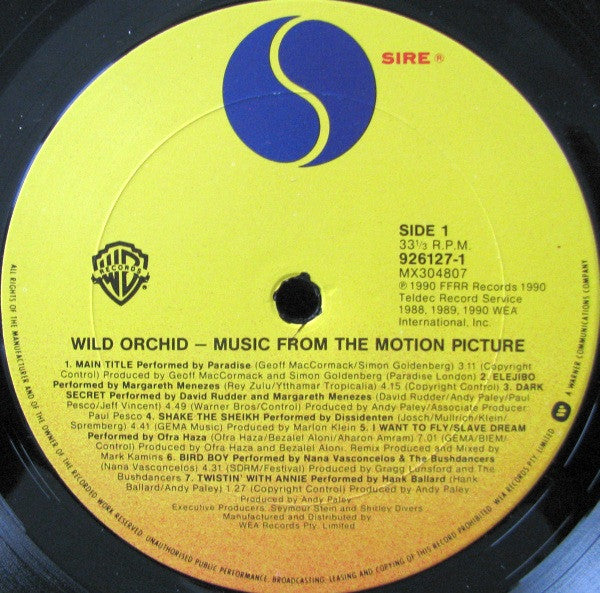 SIRE ®
SIDE 1
33⅓ R.P.M.
926127-1
MX304807
℗ 1990 FFRR Records 1990
Teldec Record Service
1988, 1989, 1990 WEA
International, Inc.
WB
RECORDS
®
WILD ORCHID — MUSIC FROM THE MOTION PICTURE
1. MAIN TITLE Performed by Paradise (Geoff MacCormack/Simon Goldenberg) 3.11 (Copyright
Control) Produced by Geoff MacCormack and Simon Goldenberg (Paradise London) 2. ELEJIBO
Performed by Margareth Menezes (Rey Zulu/Ytthamar Tropicalia) 4.15 (Copyright Control) 3. DARK
SECRET Performed by David Rudder and Margareth Menezes (David Rudder/Andy Paley/Paul
Pesco/Jeff Vincent) 4.49 (Warner Bros/Control) Produced by Andy Paley/Associate Producer
Paul Pesco 4. SHAKE THE SHEIKH Performed by Dissidenten (Josch/Mullrich/Klein/
Spremberg) 4.41 (GEMA Music) Produced by Marlon Klein 5. I WANT TO FLY/SLAVE DREAM
Performed by Ofra Haza (Ofra Haza/Bezalel Aloni/Aharon Amram) 7.01 (GEMA/BIEM/
Control) Produced by Ofra Haza and Bezalel Aloni. Remix Produced and Mixed by
Mark Kamins 6. BIRD BOY Performed by Nana Vasconcelos & The Bushdancers
(Nana Vasconcelos) 4.31 (SDRM/Festival) Produced by Gragg Lunsford and The
Bushdancers 7. TWISTIN' WITH ANNIE Performed by Hank Ballard (Hank
Ballard/Andy Paley) 1.27 (Copyright Control) Produced by Andy Paley
Produced by Andy Paley
Executive Producers, Seymour Stein and Shirley Divers
Manufactured and Distributed by
WEA Records Pty. Limited
ALL RIGHTS OF THE MANUFACTURER AND OF THE OWNER OF THE RECORDED WORK RESERVED. UNAUTHORISED PUBLIC PERFORMANCE, BROADCASTING, LEASING AND COPYING OF THIS RECORD PROHIBITED. WEA RECORDS PTY. LIMITED
A WARNER COMMUNICATIONS COMPANY